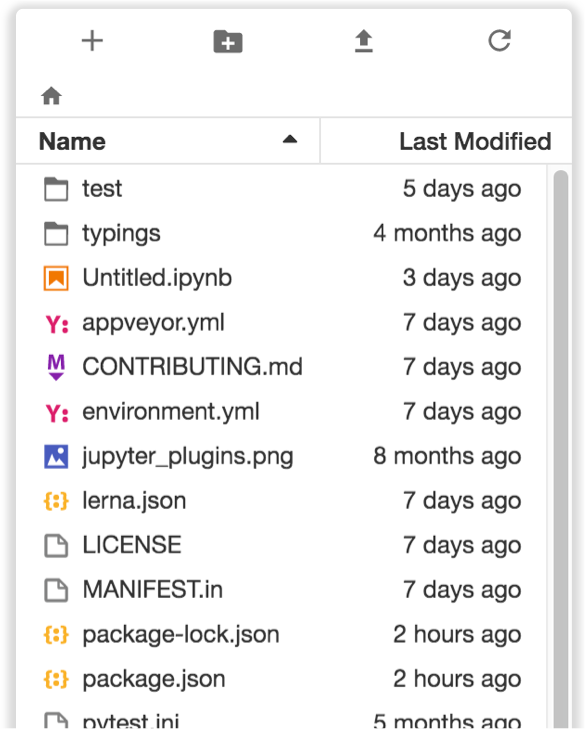 Name Last Modified
test 5 days ago
typings 4 months ago
Untitled.ipynb 3 days ago
Y: appveyor.yml 7 days ago
M CONTRIBUTING.md 7 days ago
Y: environment.yml 7 days ago
jupyter_plugins.png 8 months ago
{:} lerna.json 7 days ago
LICENSE 7 days ago
MANIFEST.in 7 days ago
{:} package-lock.json 2 hours ago
{:} package.json 2 hours ago
pytest.ini 5 months ago